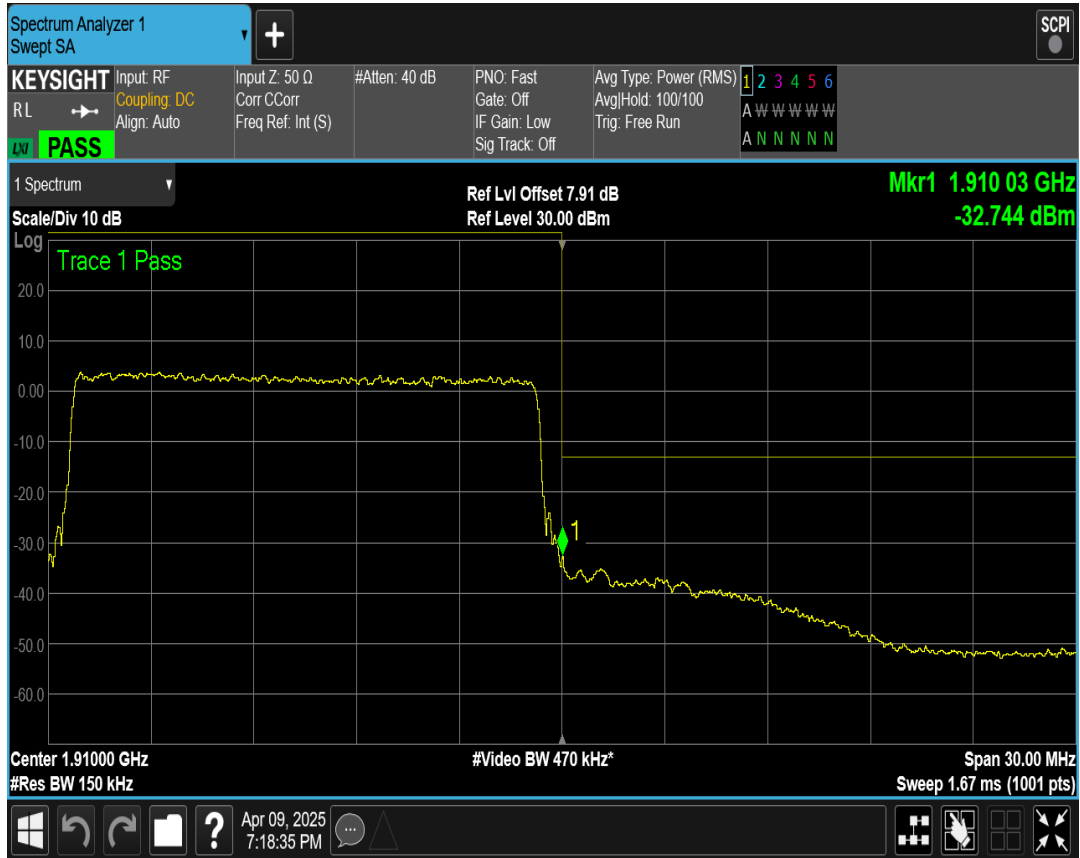 Spectrum Analyzer 1
Swept SA
▼
+
SCPI
KEYSIGHT
RL
LXI
PASS
Input: RF
Coupling: DC
Align: Auto
Input Z: 50 Ω
Corr CCorr
Freq Ref: Int (S)
#Atten: 40 dB
PNO: Fast
Gate: Off
IF Gain: Low
Sig Track: Off
Avg Type: Power (RMS)
Avg|Hold: 100/100
Trig: Free Run
1 2 3 4 5 6
A W W W W W
A N N N N N
1 Spectrum ▼
Scale/Div 10 dB
Ref Lvl Offset 7.91 dB
Ref Level 30.00 dBm
Mkr1 1.910 03 GHz
-32.744 dBm
Log
Trace 1 Pass
20.0
10.0
0.00
-10.0
-20.0
-30.0
-40.0
-50.0
-60.0
1
Center 1.91000 GHz
#Res BW 150 kHz
#Video BW 470 kHz*
Span 30.00 MHz
Sweep 1.67 ms (1001 pts)
?
Apr 09, 2025
7:18:35 PM